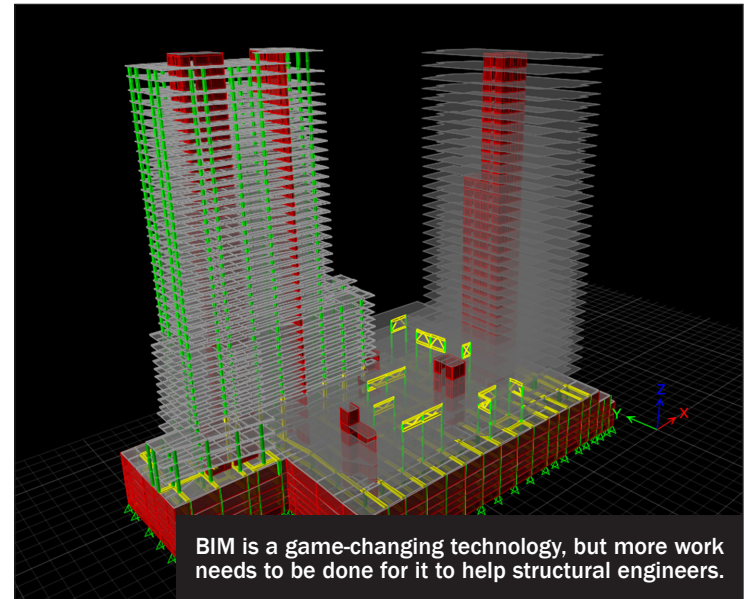 Z
Y
X
BIM is a game-changing technology, but more work
needs to be done for it to help structural engineers.